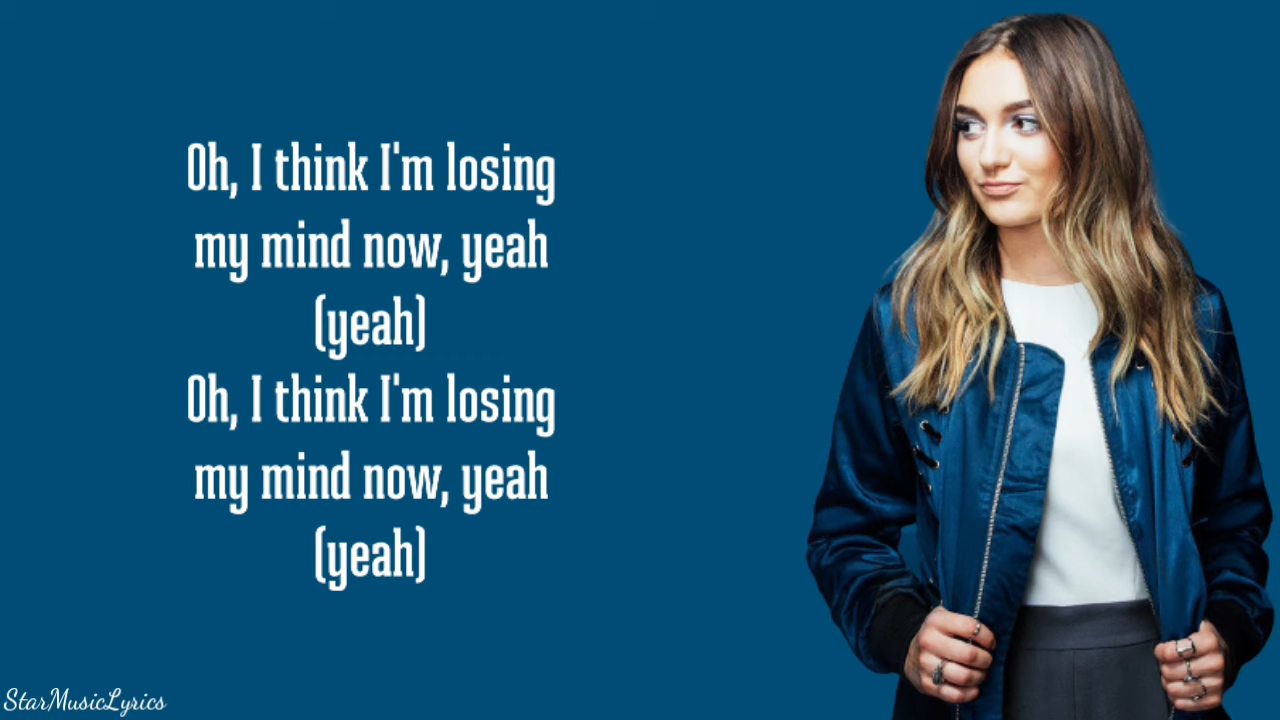 Oh, I think I'm losing
my mind now, yeah
(yeah)
Oh, I think I'm losing
my mind now, yeah
(yeah)
StarMusicLyrics